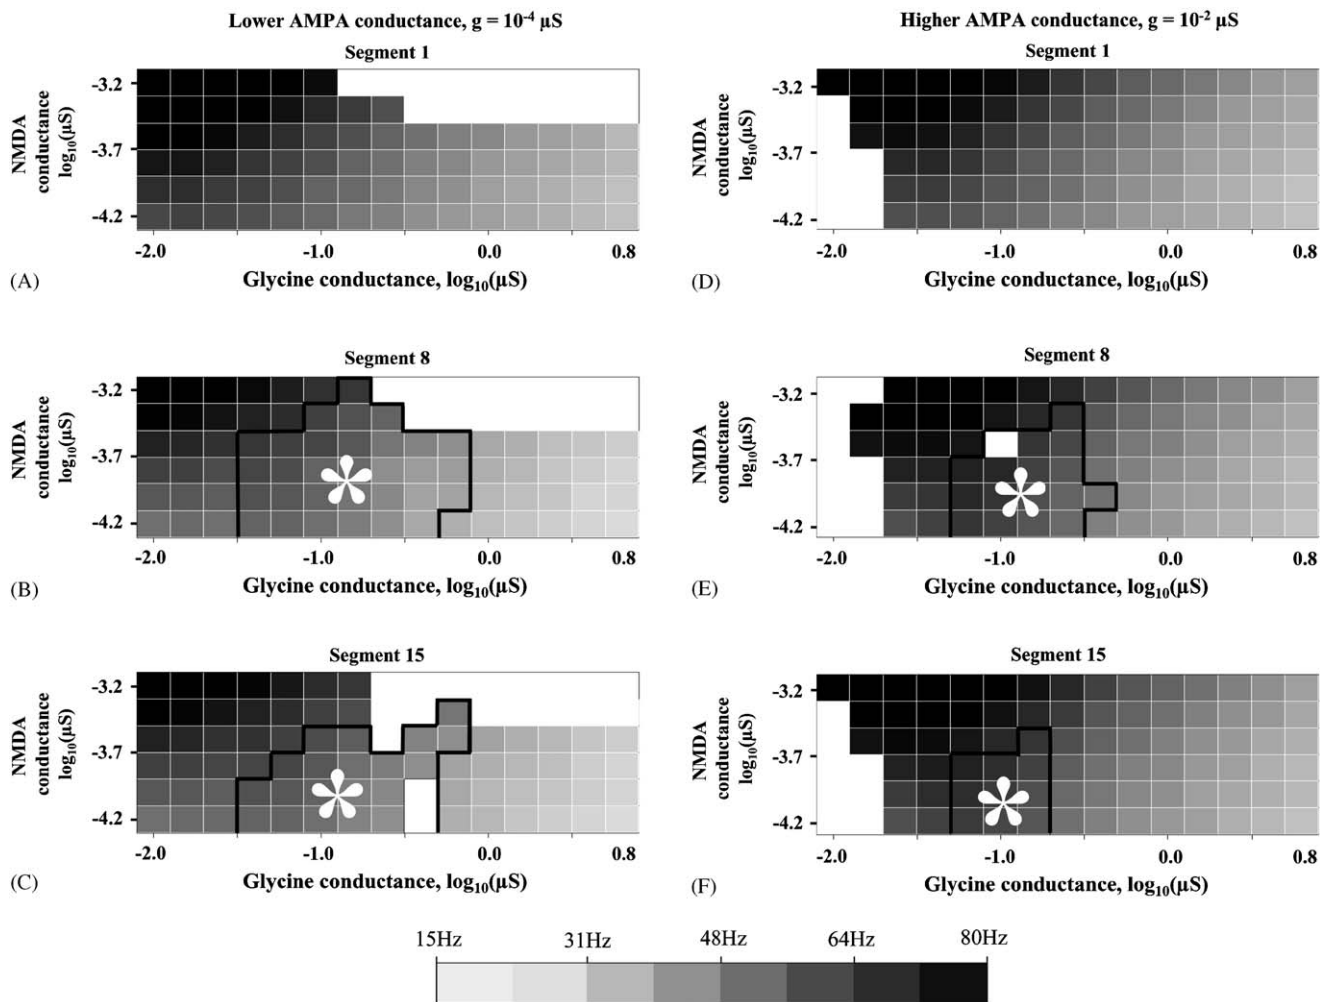 Lower AMPA conductance, g = 10⁻⁴ µS
Segment 1
NMDA
conductance
log₁₀(µS)
-3.2
-3.7
-4.2
-2.0 -1.0 0.0 0.8
(A)
Glycine conductance, log₁₀(µS)
Segment 8
NMDA
conductance
log₁₀(µS)
-3.2
-3.7
-4.2
-2.0 -1.0 0.0 0.8
(B)
Glycine conductance, log₁₀(µS)
Segment 15
NMDA
conductance
log₁₀(µS)
-3.2
-3.7
-4.2
-2.0 -1.0 0.0 0.8
(C)
Glycine conductance, log₁₀(µS)
Higher AMPA conductance, g = 10⁻² µS
Segment 1
NMDA
conductance
log₁₀(µS)
-3.2
-3.7
-4.2
-2.0 -1.0 0.0 0.8
(D)
Glycine conductance, log₁₀(µS)
Segment 8
NMDA
conductance
log₁₀(µS)
-3.2
-3.7
-4.2
-2.0 -1.0 0.0 0.8
(E)
Glycine conductance, log₁₀(µS)
Segment 15
NMDA
conductance
log₁₀(µS)
-3.2
-3.7
-4.2
-2.0 -1.0 0.0 0.8
(F)
Glycine conductance, log₁₀(µS)
15Hz 31Hz 48Hz 64Hz 80Hz